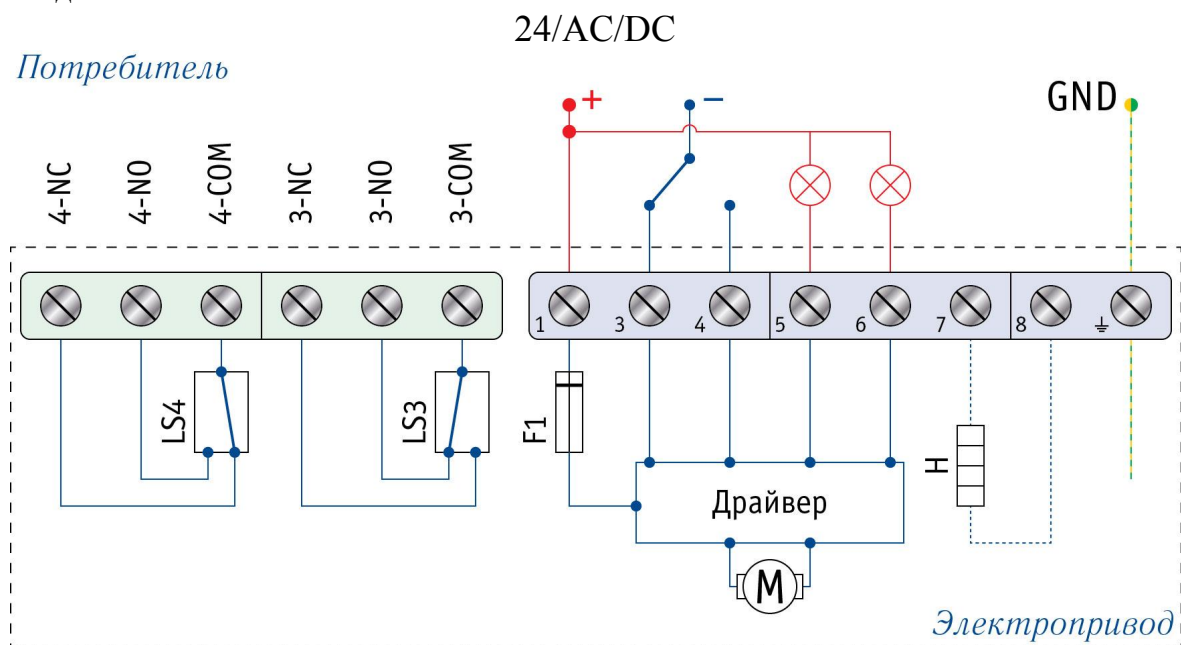 24/AC/DC
Потребитель
+
−
GND
4-NC
4-NO
4-COM
3-NC
3-NO
3-COM
1
3
4
5
6
7
8
LS4
LS3
F1
H
Драйвер
M
Электропривод